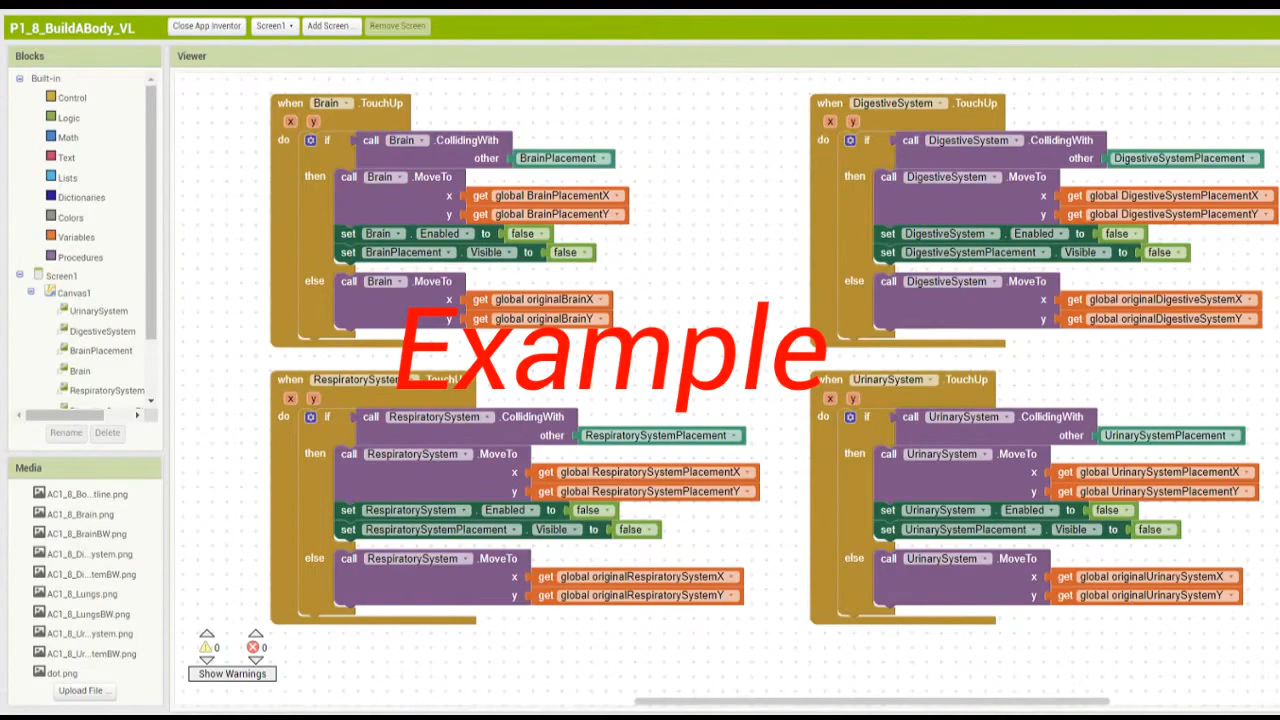 P1_8_BuildABody_VL Close App Inventor Screen1 Add Screen ... Remove Screen
Blocks
Viewer
Built-in
Control
Logic
Math
Text
Lists
Dictionaries
Colors
Variables
Procedures
Screen1
Canvas1
UrinarySystem
DigestiveSystem
BrainPlacement
Brain
RespiratorySystem
Rename Delete
Media
AC1_8_Bo...tline.png
AC1_8_Brain.png
AC1_8_BrainBW.png
AC1_8_Di...ystem.png
AC1_8_Di...temBW.png
AC1_8_Lungs.png
AC1_8_LungsBW.png
AC1_8_Ur...ystem.png
AC1_8_Ur...temBW.png
dot.png
Upload File ...
when Brain .TouchUp
x y
do if call Brain .CollidingWith
other BrainPlacement
then call Brain .MoveTo
x get global BrainPlacementX
y get global BrainPlacementY
set Brain . Enabled to false
set BrainPlacement . Visible to false
else call Brain .MoveTo
x get global originalBrainX
y get global originalBrainY
when DigestiveSystem .TouchUp
x y
do if call DigestiveSystem .CollidingWith
other DigestiveSystemPlacement
then call DigestiveSystem .MoveTo
x get global DigestiveSystemPlacementX
y get global DigestiveSystemPlacementY
set DigestiveSystem . Enabled to false
set DigestiveSystemPlacement . Visible to false
else call DigestiveSystem .MoveTo
x get global originalDigestiveSystemX
y get global originalDigestiveSystemY
Example
when RespiratorySystem .TouchUp
x y
do if call RespiratorySystem .CollidingWith
other RespiratorySystemPlacement
then call RespiratorySystem .MoveTo
x get global RespiratorySystemPlacementX
y get global RespiratorySystemPlacementY
set RespiratorySystem . Enabled to false
set RespiratorySystemPlacement . Visible to false
else call RespiratorySystem .MoveTo
x get global originalRespiratorySystemX
y get global originalRespiratorySystemY
when UrinarySystem .TouchUp
x y
do if call UrinarySystem .CollidingWith
other UrinarySystemPlacement
then call UrinarySystem .MoveTo
x get global UrinarySystemPlacementX
y get global UrinarySystemPlacementY
set UrinarySystem . Enabled to false
set UrinarySystemPlacement . Visible to false
else call UrinarySystem .MoveTo
x get global originalUrinarySystemX
y get global originalUrinarySystemY
0 0
Show Warnings